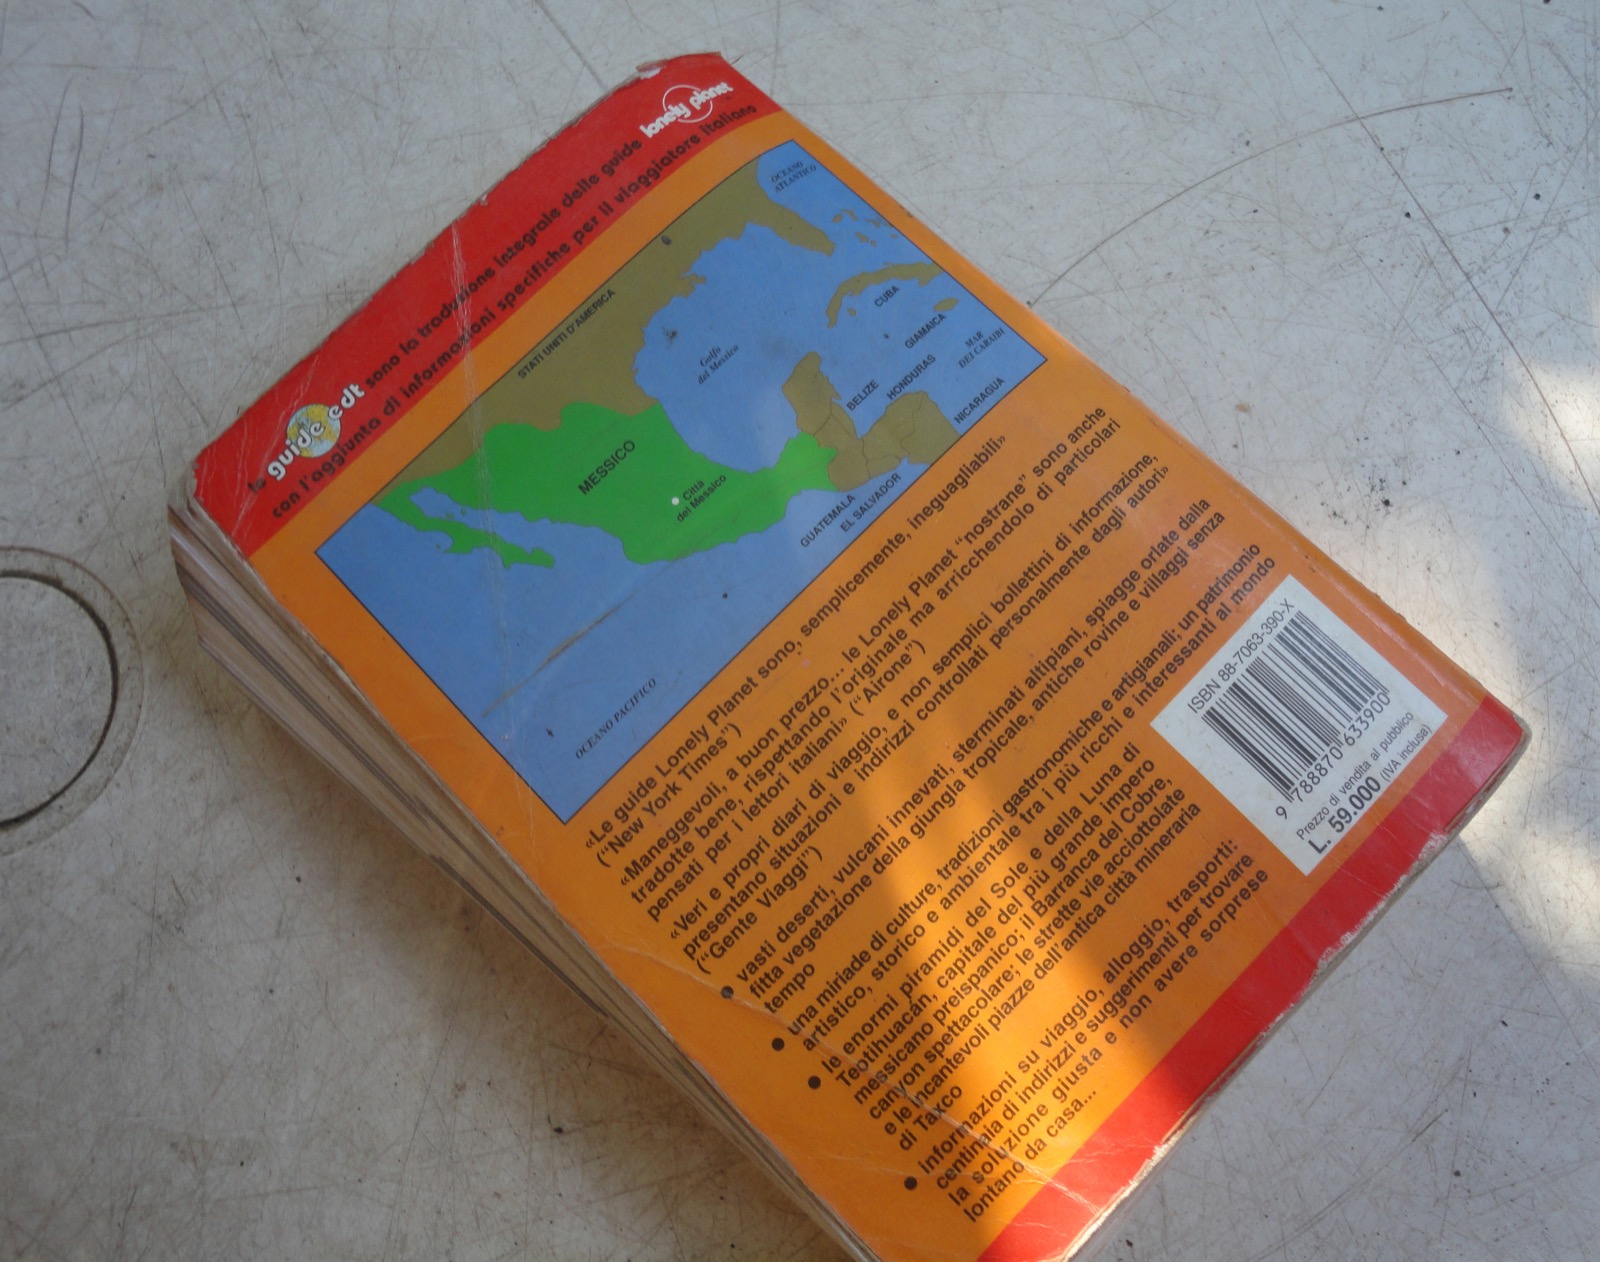 le guide edt sono la traduzione integrale delle guide lonely planet
con l'aggiunta di informazioni specifiche per il viaggiatore italiano
OCEANO
ATLANTICO
STATI UNITI D'AMERICA
Golfo
del Messico
CUBA
GIAMAICA
MAR
DEI CARAIBI
BELIZE
HONDURAS
NICARAGUA
MESSICO
Città
del Messico
GUATEMALA
EL SALVADOR
OCEANO PACIFICO
«Le guide Lonely Planet sono, semplicemente, ineguagliabili»
("New York Times")
«Maneggevoli, a buon prezzo... le Lonely Planet "nostrane" sono anche
tradotte bene, rispettando l'originale ma arricchendolo di particolari
pensati per i lettori italiani» ("Airone")
«Veri e propri diari di viaggio, e non semplici bollettini di informazione,
presentano situazioni e indirizzi controllati personalmente dagli autori»
("Gente Viaggi")
• vasti deserti, vulcani innevati, sterminati altipiani, spiagge orlate dalla
fitta vegetazione della giungla tropicale, antiche rovine e villaggi senza
tempo
• una miriade di culture, tradizioni gastronomiche e artigianali; un patrimonio
artistico, storico e ambientale tra i più ricchi e interessanti al mondo
• le enormi piramidi del Sole e della Luna di
Teotihuacán, capitale del più grande impero
messicano preispanico; il Barranca del Cobre,
canyon spettacolare; le strette vie acciottolate
e le incantevoli piazze dell'antica città mineraria
di Taxco
• informazioni su viaggio, alloggio, trasporti:
centinaia di indirizzi e suggerimenti per trovare
la soluzione giusta e non avere sorprese
lontano da casa...
ISBN 88-7063-390-X
9 788870 633900
Prezzo di vendita al pubblico
L. 59.000 (IVA inclusa)